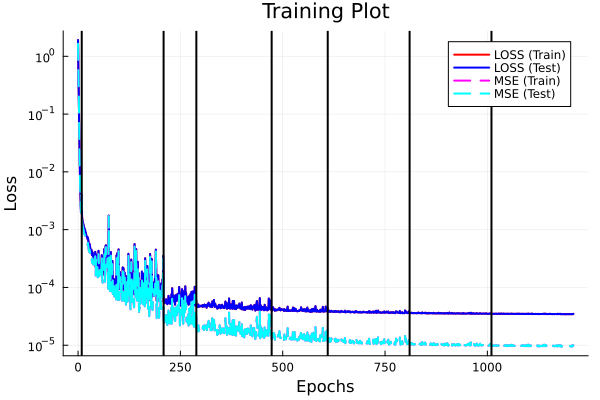 Training Plot
LOSS (Train)
LOSS (Test)
MSE (Train)
MSE (Test)
10⁰
10⁻¹
10⁻²
10⁻³
10⁻⁴
10⁻⁵
Loss
0 250 500 750 1000
Epochs